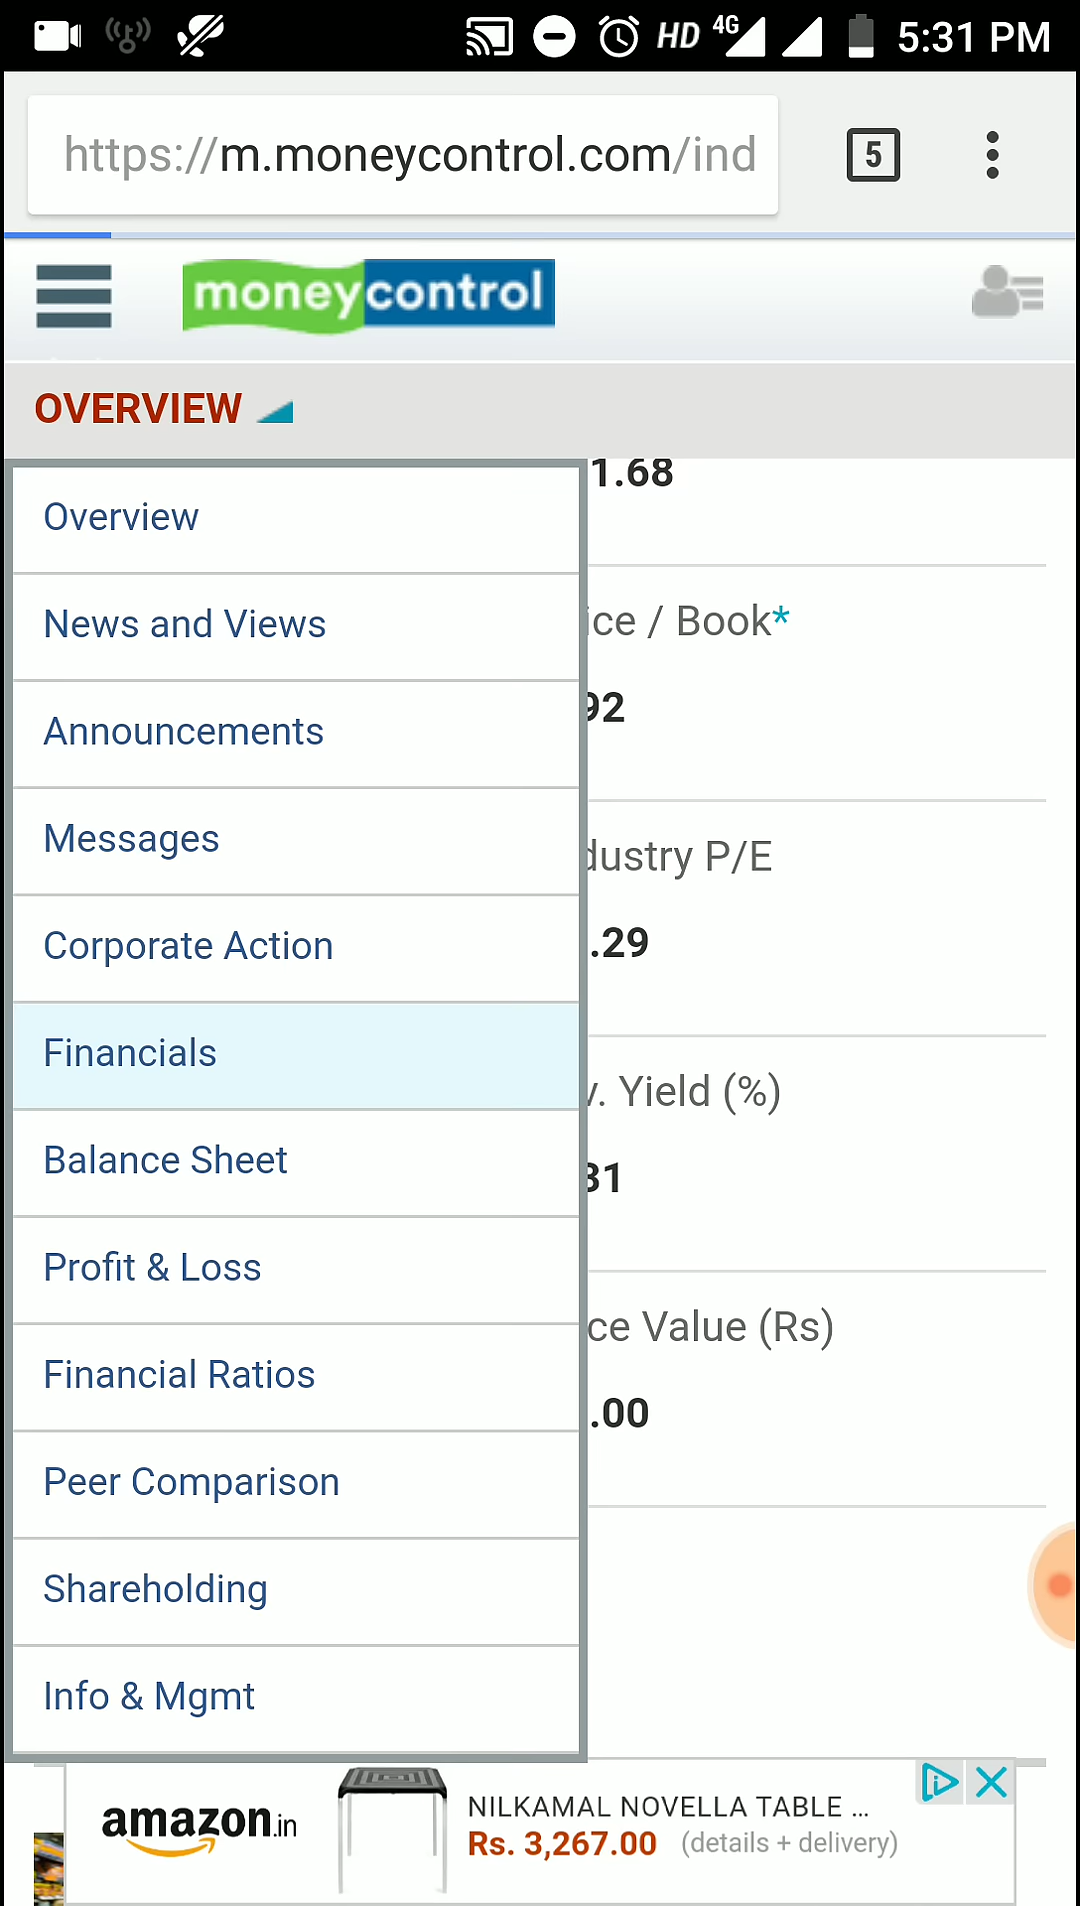 HD 4G 5:31 PM
https://m.moneycontrol.com/ind
5
moneycontrol
OVERVIEW
Overview
News and Views
Announcements
Messages
Corporate Action
Financials
Balance Sheet
Profit & Loss
Financial Ratios
Peer Comparison
Shareholding
Info & Mgmt
1.68
ice / Book*
92
dustry P/E
.29
v. Yield (%)
31
ce Value (Rs)
.00
amazon.in
NILKAMAL NOVELLA TABLE ...
Rs. 3,267.00 (details + delivery)